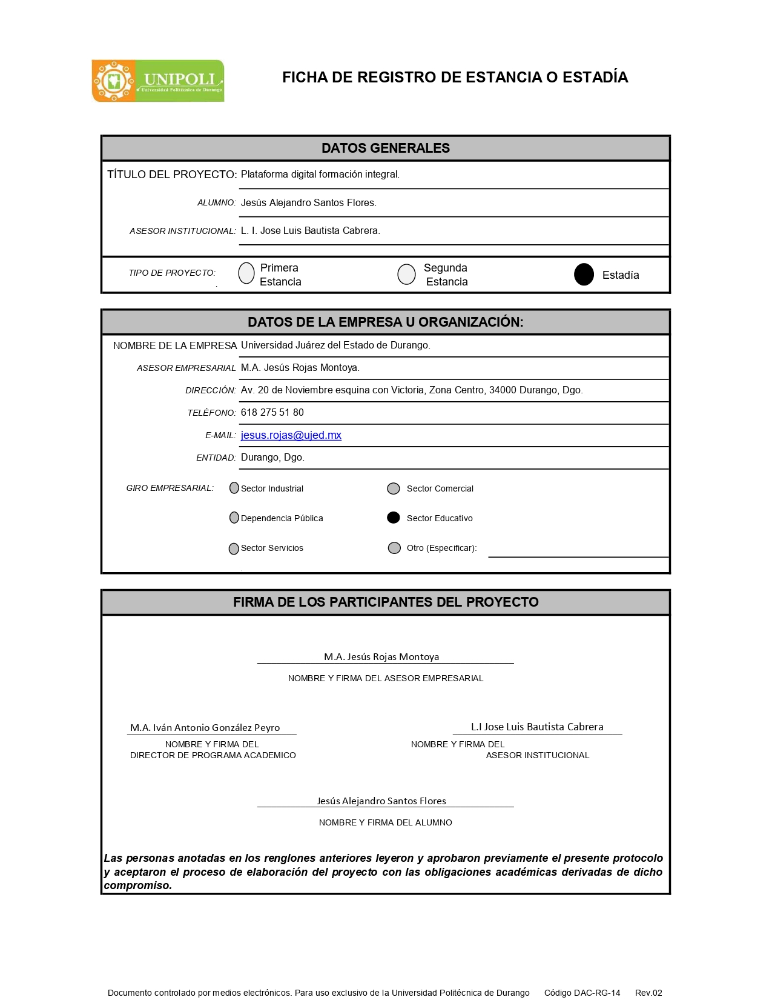 UNIPOLI
Universidad Politécnica de Durango
FICHA DE REGISTRO DE ESTANCIA O ESTADÍA
DATOS GENERALES
TÍTULO DEL PROYECTO: Plataforma digital formación integral.
ALUMNO: Jesús Alejandro Santos Flores.
ASESOR INSTITUCIONAL: L. I. Jose Luis Bautista Cabrera.
TIPO DE PROYECTO: Primera Estancia Segunda Estancia Estadía
.
DATOS DE LA EMPRESA U ORGANIZACIÓN:
NOMBRE DE LA EMPRESA Universidad Juárez del Estado de Durango.
ASESOR EMPRESARIAL M.A. Jesús Rojas Montoya.
DIRECCIÓN: Av. 20 de Noviembre esquina con Victoria, Zona Centro, 34000 Durango, Dgo.
TELÉFONO: 618 275 51 80
E-MAIL: jesus.rojas@ujed.mx
ENTIDAD: Durango, Dgo.
GIRO EMPRESARIAL: Sector Industrial Sector Comercial
Dependencia Pública Sector Educativo
Sector Servicios Otro (Especificar):
FIRMA DE LOS PARTICIPANTES DEL PROYECTO
M.A. Jesús Rojas Montoya
NOMBRE Y FIRMA DEL ASESOR EMPRESARIAL
M.A. Iván Antonio González Peyro L.I Jose Luis Bautista Cabrera
NOMBRE Y FIRMA DEL NOMBRE Y FIRMA DEL
DIRECTOR DE PROGRAMA ACADEMICO ASESOR INSTITUCIONAL
Jesús Alejandro Santos Flores
NOMBRE Y FIRMA DEL ALUMNO
Las personas anotadas en los renglones anteriores leyeron y aprobaron previamente el presente protocolo
y aceptaron el proceso de elaboración del proyecto con las obligaciones académicas derivadas de dicho
compromiso.
Documento controlado por medios electrónicos. Para uso exclusivo de la Universidad Politécnica de Durango Código DAC-RG-14 Rev.02